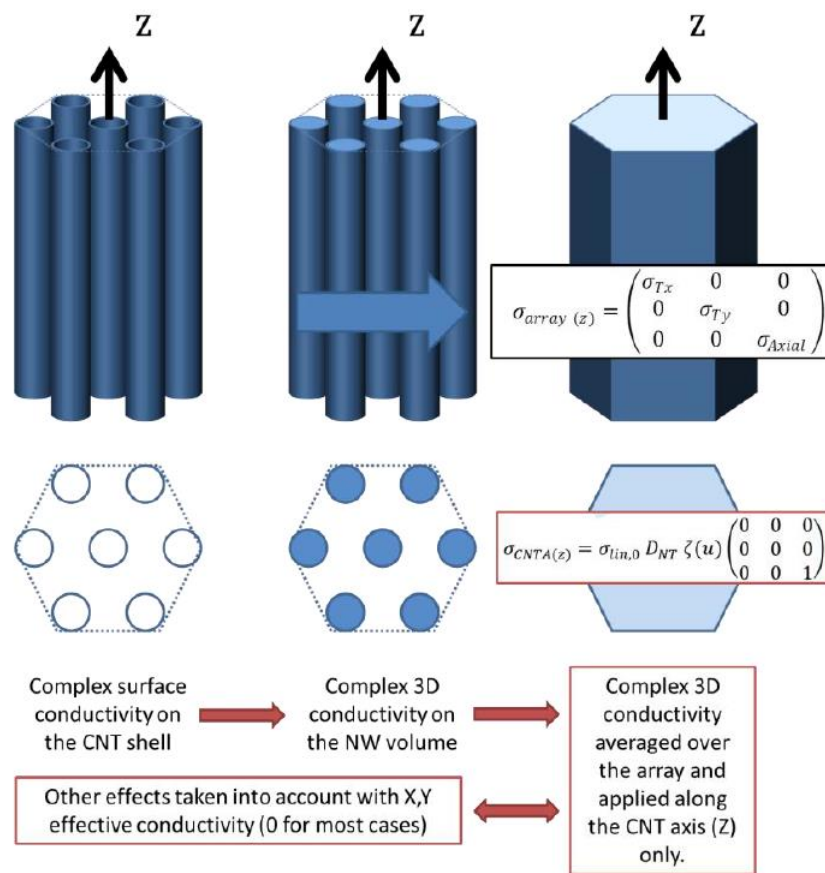 Z
Z
Z
σ_array (z) = (σ_Tx 0 0
0 σ_Ty 0
0 0 σ_Axial)
σ_CNTA(z) = σ_lin,0 D_NT ζ(u) (0 0 0
0 0 0
0 0 1)
Complex surface
conductivity on
the CNT shell
Complex 3D
conductivity on
the NW volume
Complex 3D
conductivity
averaged over
the array and
applied along
the CNT axis (Z)
only.
Other effects taken into account with X,Y
effective conductivity (0 for most cases)